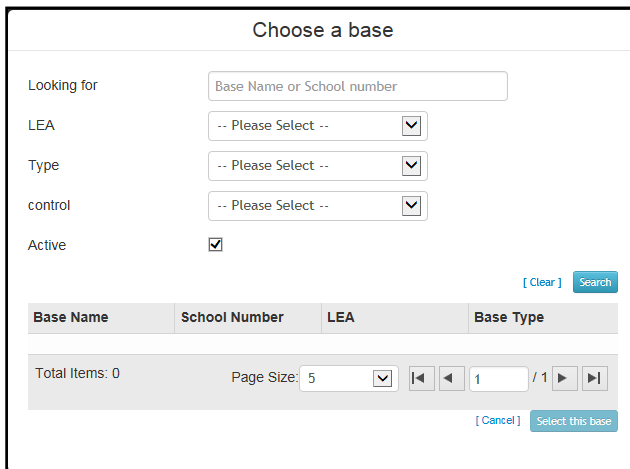 Choose a base
Looking for Base Name or School number
LEA -- Please Select --
Type -- Please Select --
control -- Please Select --
Active
[ Clear ] Search
Base Name School Number LEA Base Type
Total Items: 0 Page Size: 5 1 / 1
[ Cancel ] Select this base